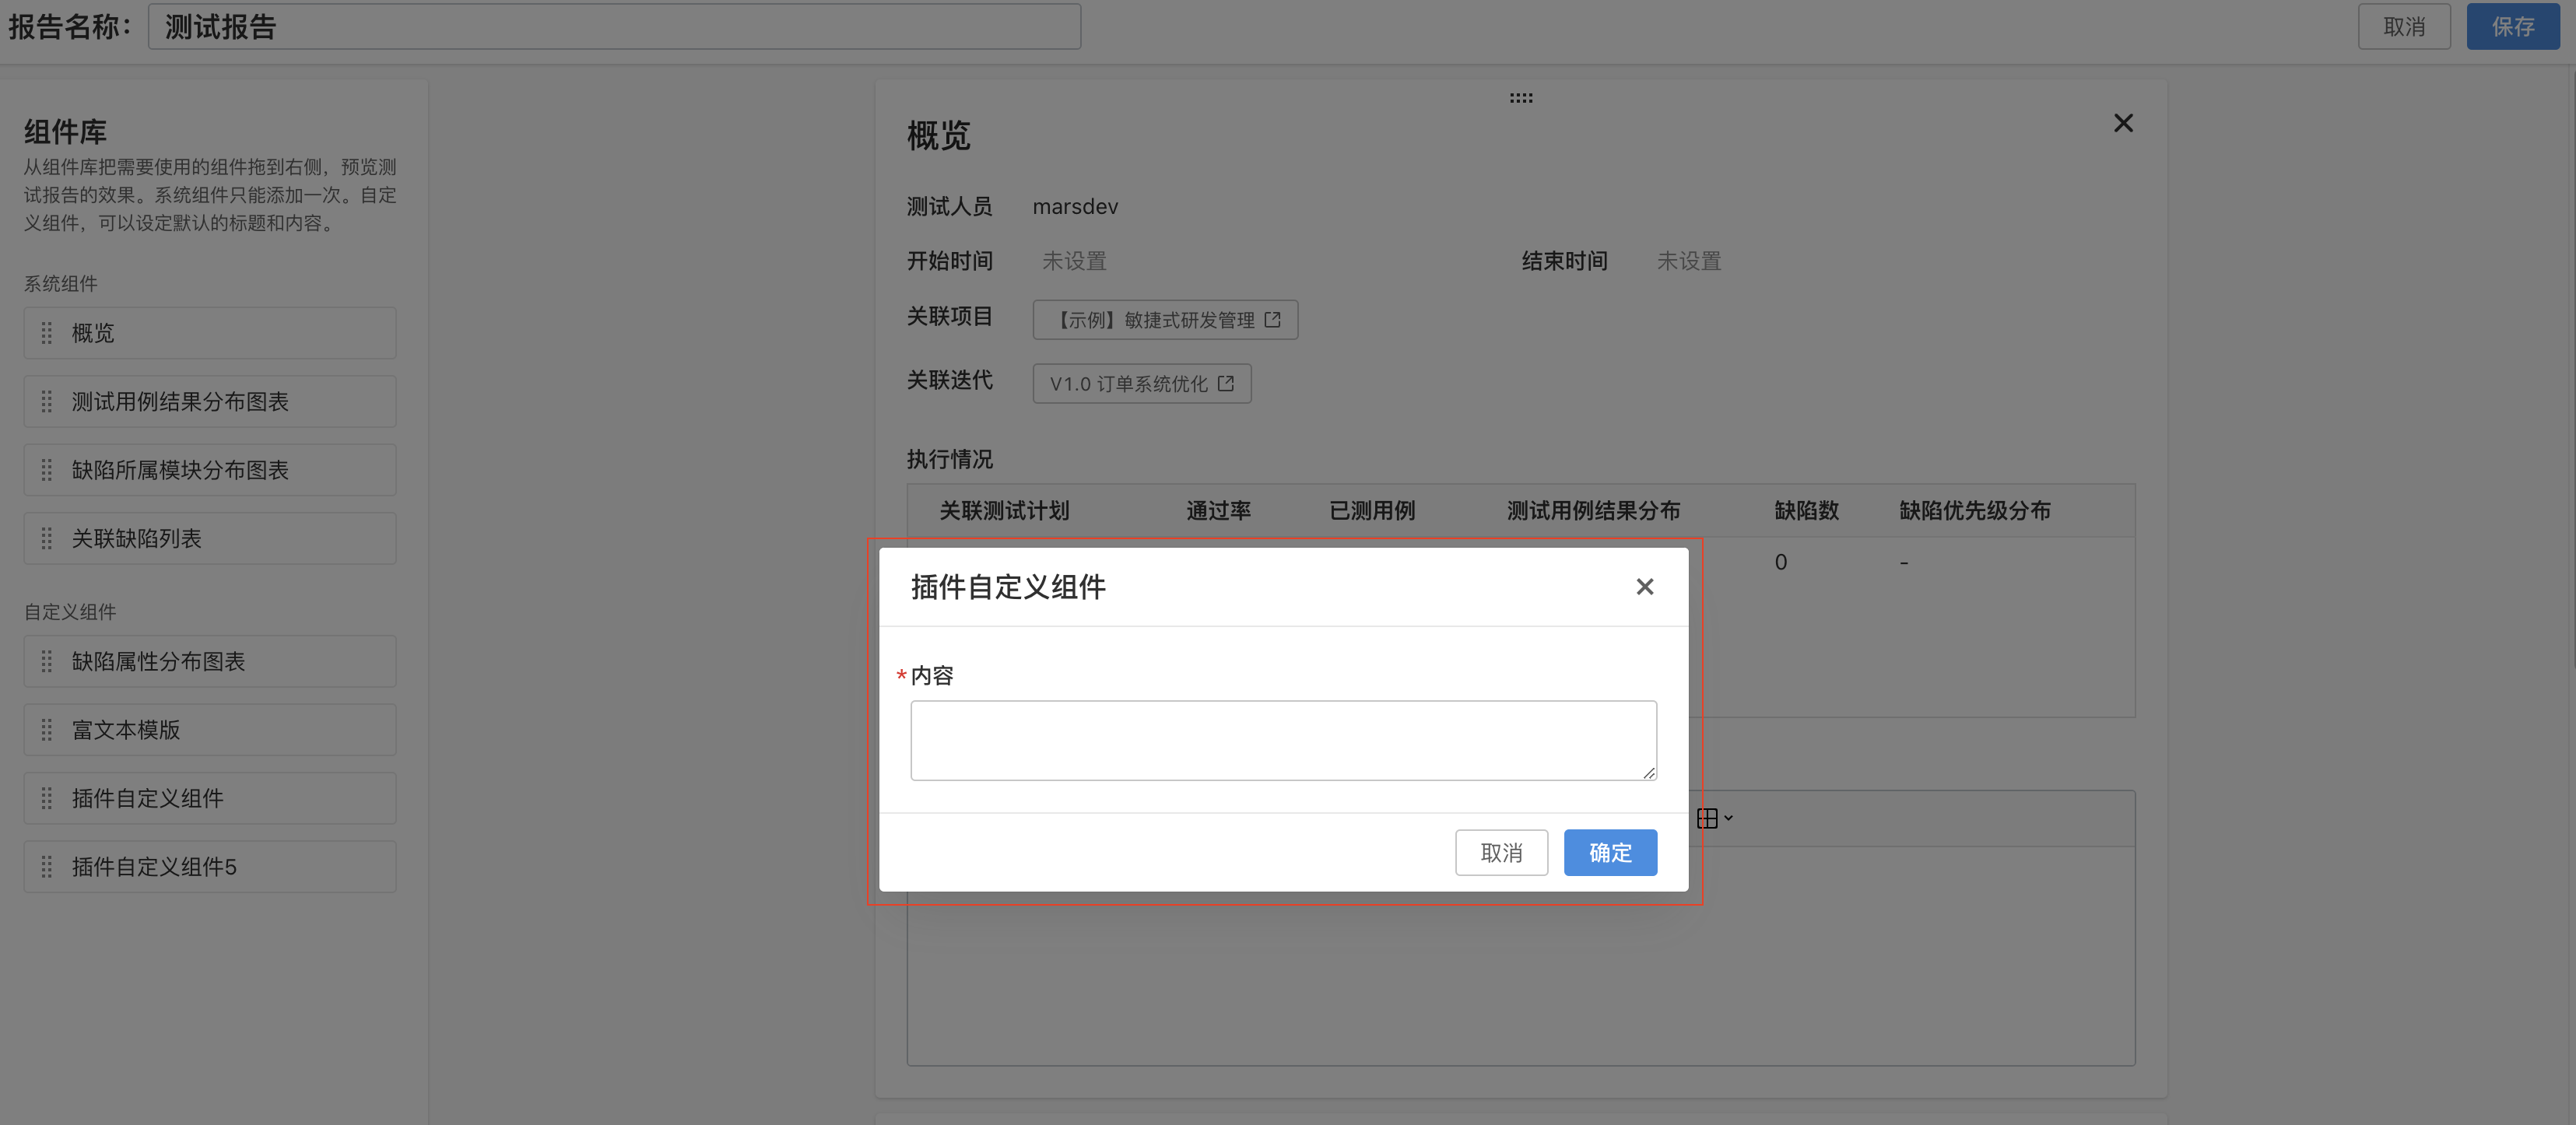 报告名称：
测试报告
取消
保存
组件库
从组件库把需要使用的组件拖到右侧，预览测
试报告的效果。系统组件只能添加一次。自定
义组件，可以设定默认的标题和内容。
系统组件
概览
测试用例结果分布图表
缺陷所属模块分布图表
关联缺陷列表
自定义组件
缺陷属性分布图表
富文本模版
插件自定义组件
插件自定义组件5
概览
测试人员 marsdev
开始时间 未设置 结束时间 未设置
关联项目 【示例】敏捷式研发管理
关联迭代 V1.0 订单系统优化
执行情况
关联测试计划 通过率 已测用例 测试用例结果分布 缺陷数 缺陷优先级分布
0 -
插件自定义组件
*内容
取消 确定